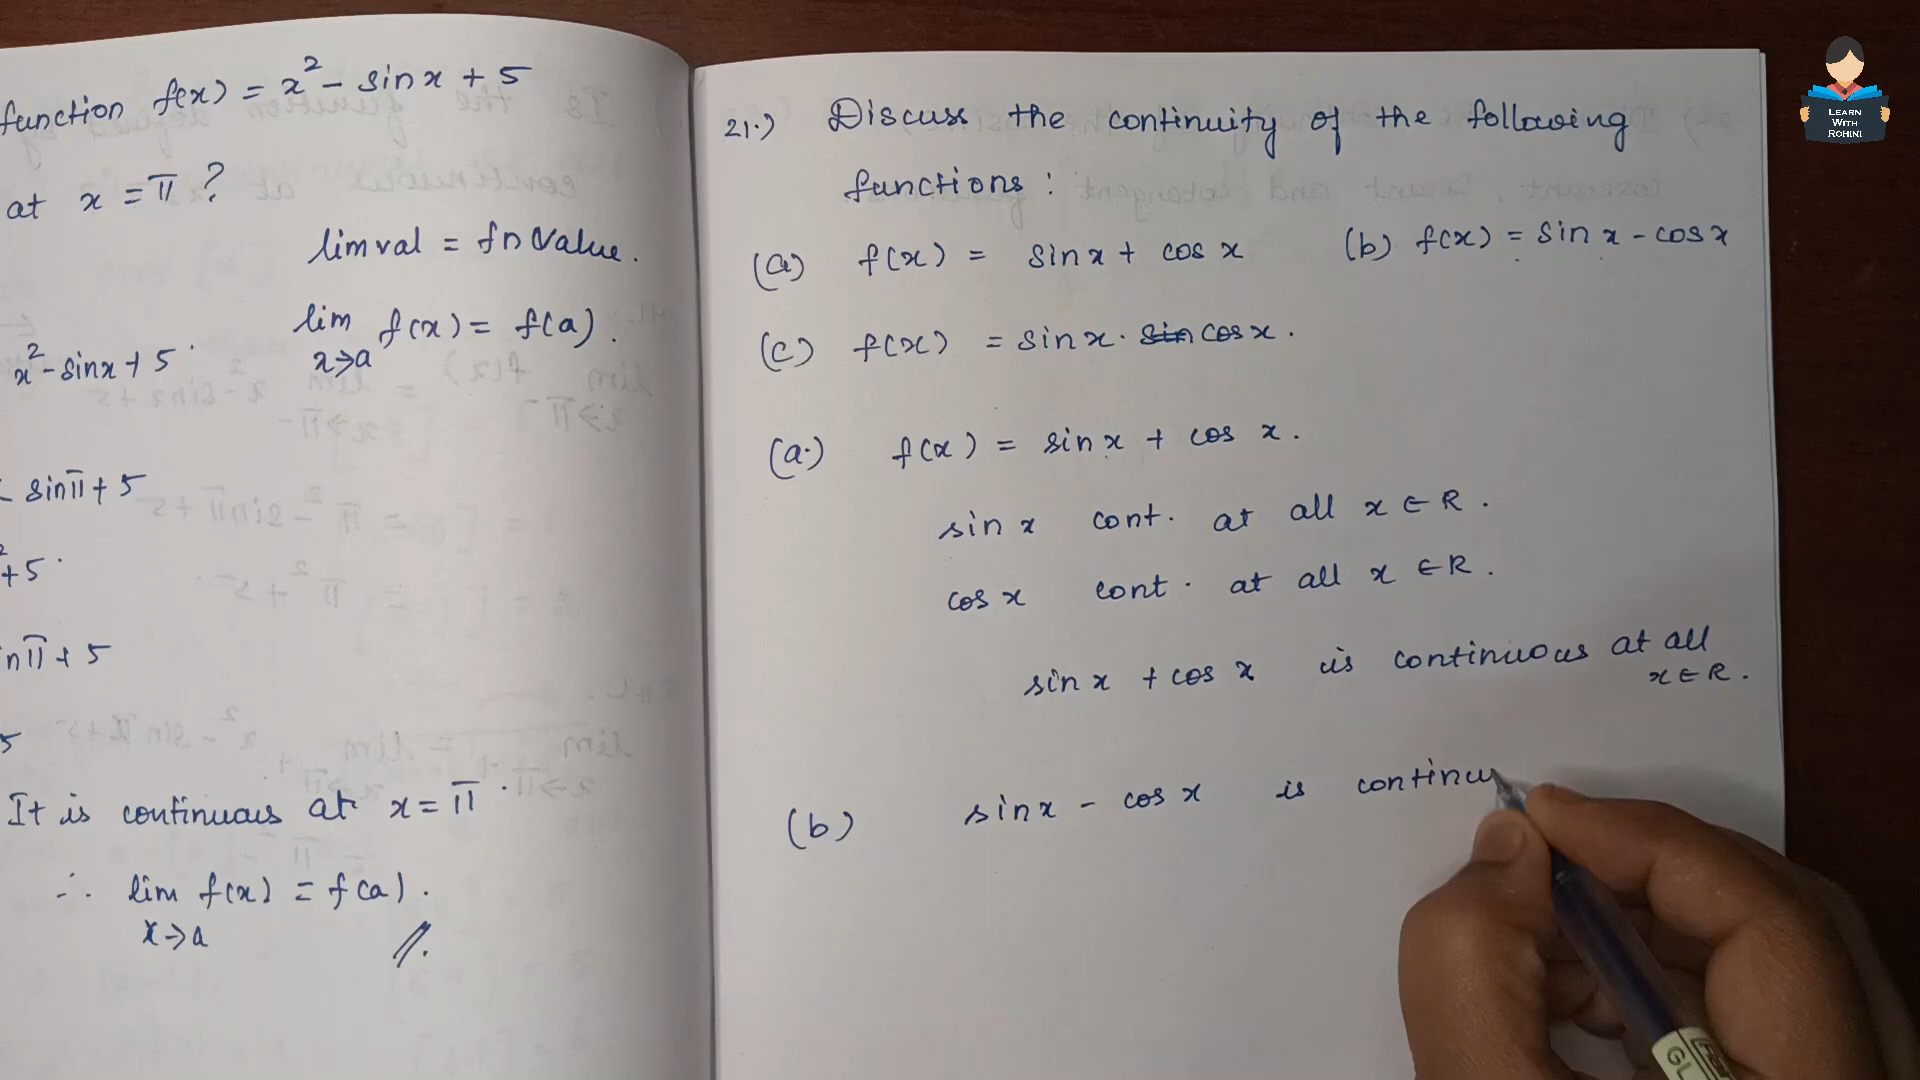 function f(x) = x² - sin x + 5
at x = π ?
lim val = fn Value.
lim f(x) = f(a).
x→a
x² - sinx + 5.
- sinπ + 5
+5.
nπ + 5
5
It is continuous at x = π.
∴ lim f(x) = f(a).
x→a
//.
21.) Discuss the continuity of the following
functions :
(a) f(x) = sin x + cos x (b) f(x) = sin x - cos x
(c) f(x) = sin x . sin cos x .
(a.) f(x) = sin x + cos x .
sin x cont. at all x ∈ R .
cos x cont. at all x ∈ R .
sin x + cos x is continuous at all
x ∈ R .
(b) sin x - cos x is continu
LEARN
WITH
ROHINI